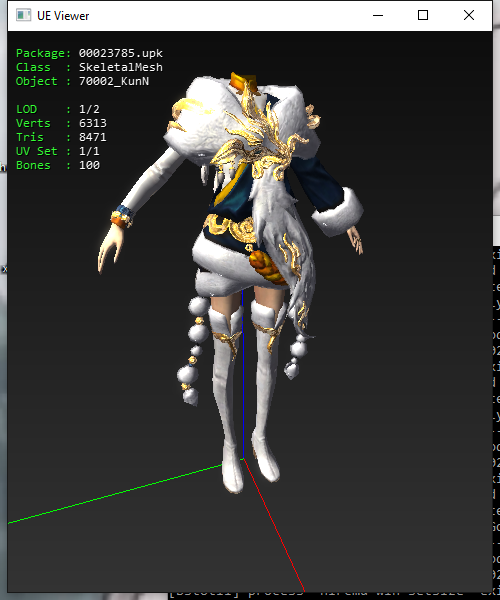 UE Viewer
Package: 00023785.upk
Class : SkeletalMesh
Object : 70002_KunN
LOD : 1/2
Verts : 6313
Tris : 8471
UV Set : 1/1
Bones : 100